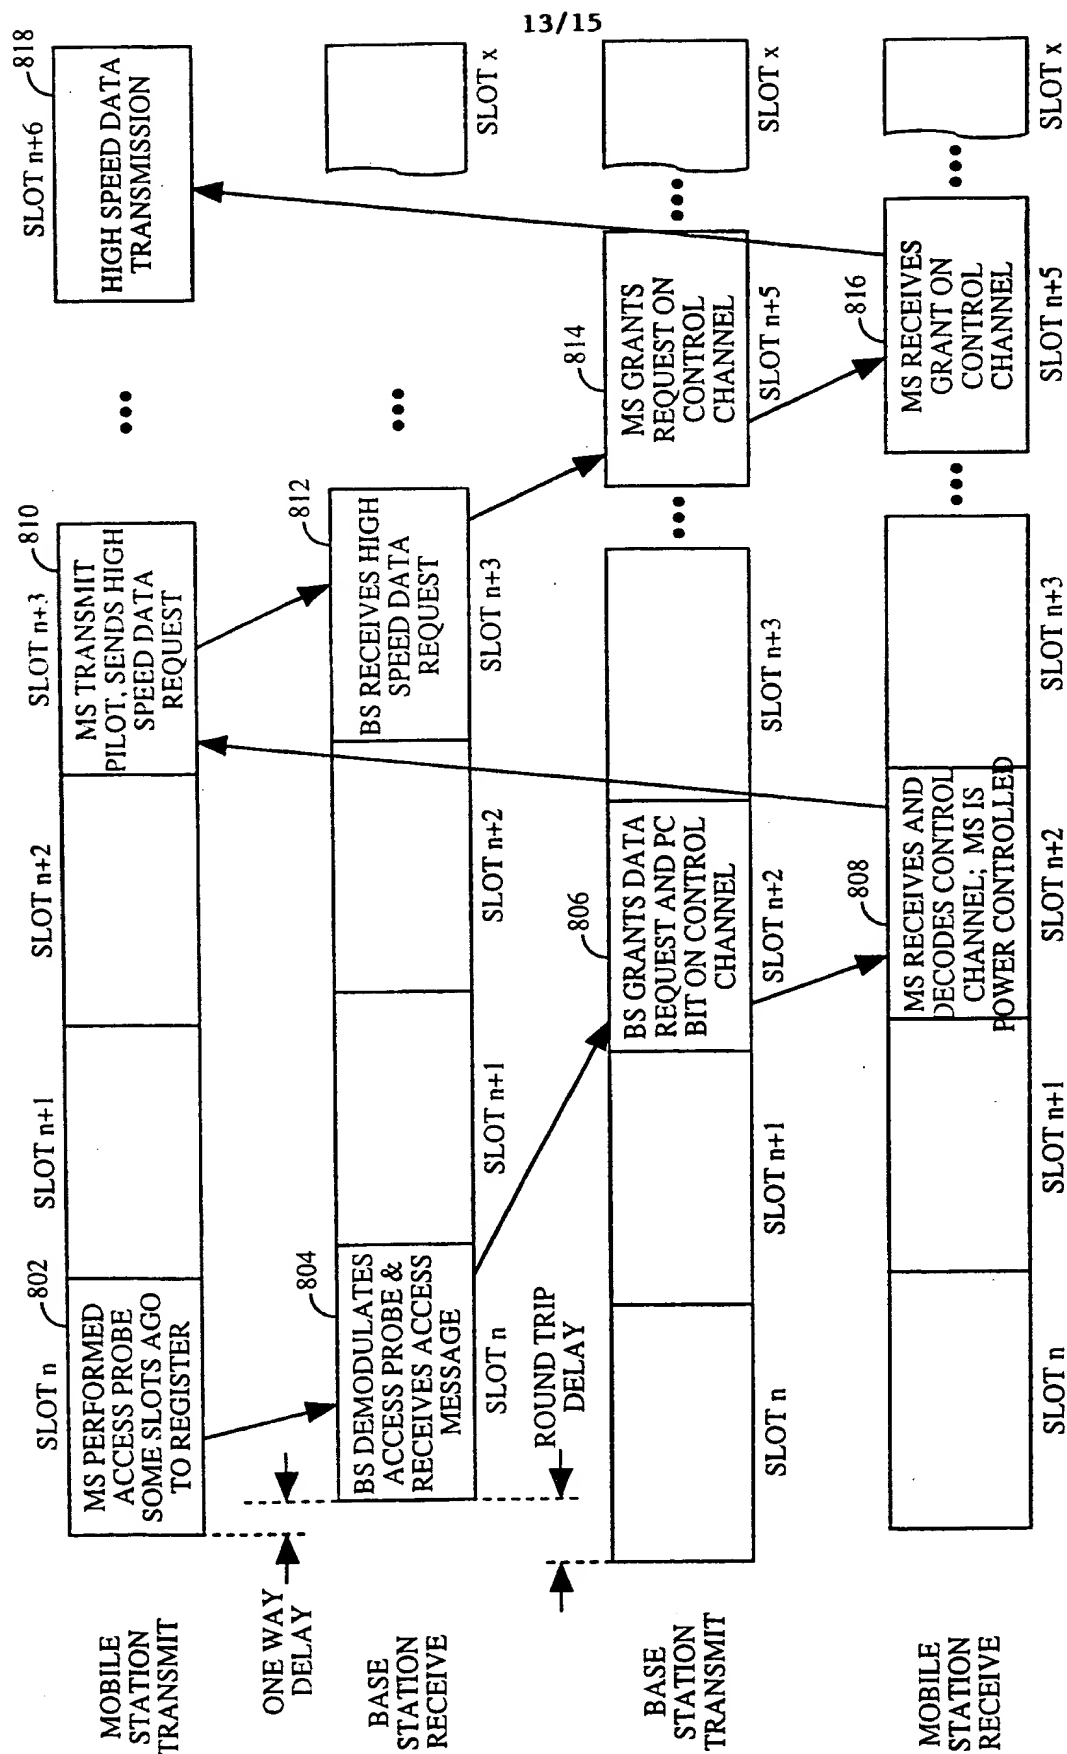 13/15
MOBILE
STATION
TRANSMIT
SLOT n
802
MS PERFORMED
ACCESS PROBE
SOME SLOTS AGO
TO REGISTER
SLOT n+1
SLOT n+2
SLOT n+3
810
MS TRANSMIT
PILOT, SENDS HIGH
SPEED DATA
REQUEST
•••
SLOT n+6
818
HIGH SPEED DATA
TRANSMISSION
ONE WAY
DELAY
BASE
STATION
RECEIVE
804
BS DEMODULATES
ACCESS PROBE &
RECEIVES ACCESS
MESSAGE
SLOT n
SLOT n+1
SLOT n+2
812
BS RECEIVES HIGH
SPEED DATA
REQUEST
SLOT n+3
•••
SLOT x
ROUND TRIP
DELAY
BASE
STATION
TRANSMIT
SLOT n
SLOT n+1
806
BS GRANTS DATA
REQUEST AND PC
BIT ON CONTROL
CHANNEL
SLOT n+2
SLOT n+3
•••
814
MS GRANTS
REQUEST ON
CONTROL
CHANNEL
SLOT n+5
•••
SLOT x
MOBILE
STATION
RECEIVE
SLOT n
SLOT n+1
808
MS RECEIVES AND
DECODES CONTROL
CHANNEL; MS IS
POWER CONTROLLED
SLOT n+2
SLOT n+3
•••
816
MS RECEIVES
GRANT ON
CONTROL
CHANNEL
SLOT n+5
•••
SLOT x